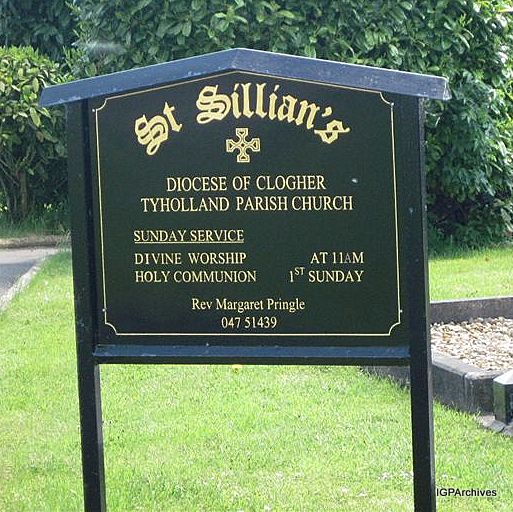 St Sillian's
DIOCESE OF CLOGHER
TYHOLLAND PARISH CHURCH
SUNDAY SERVICE
DIVINE WORSHIP AT 11AM
HOLY COMMUNION 1ST SUNDAY
Rev Margaret Pringle
047 51439
IGPArchives